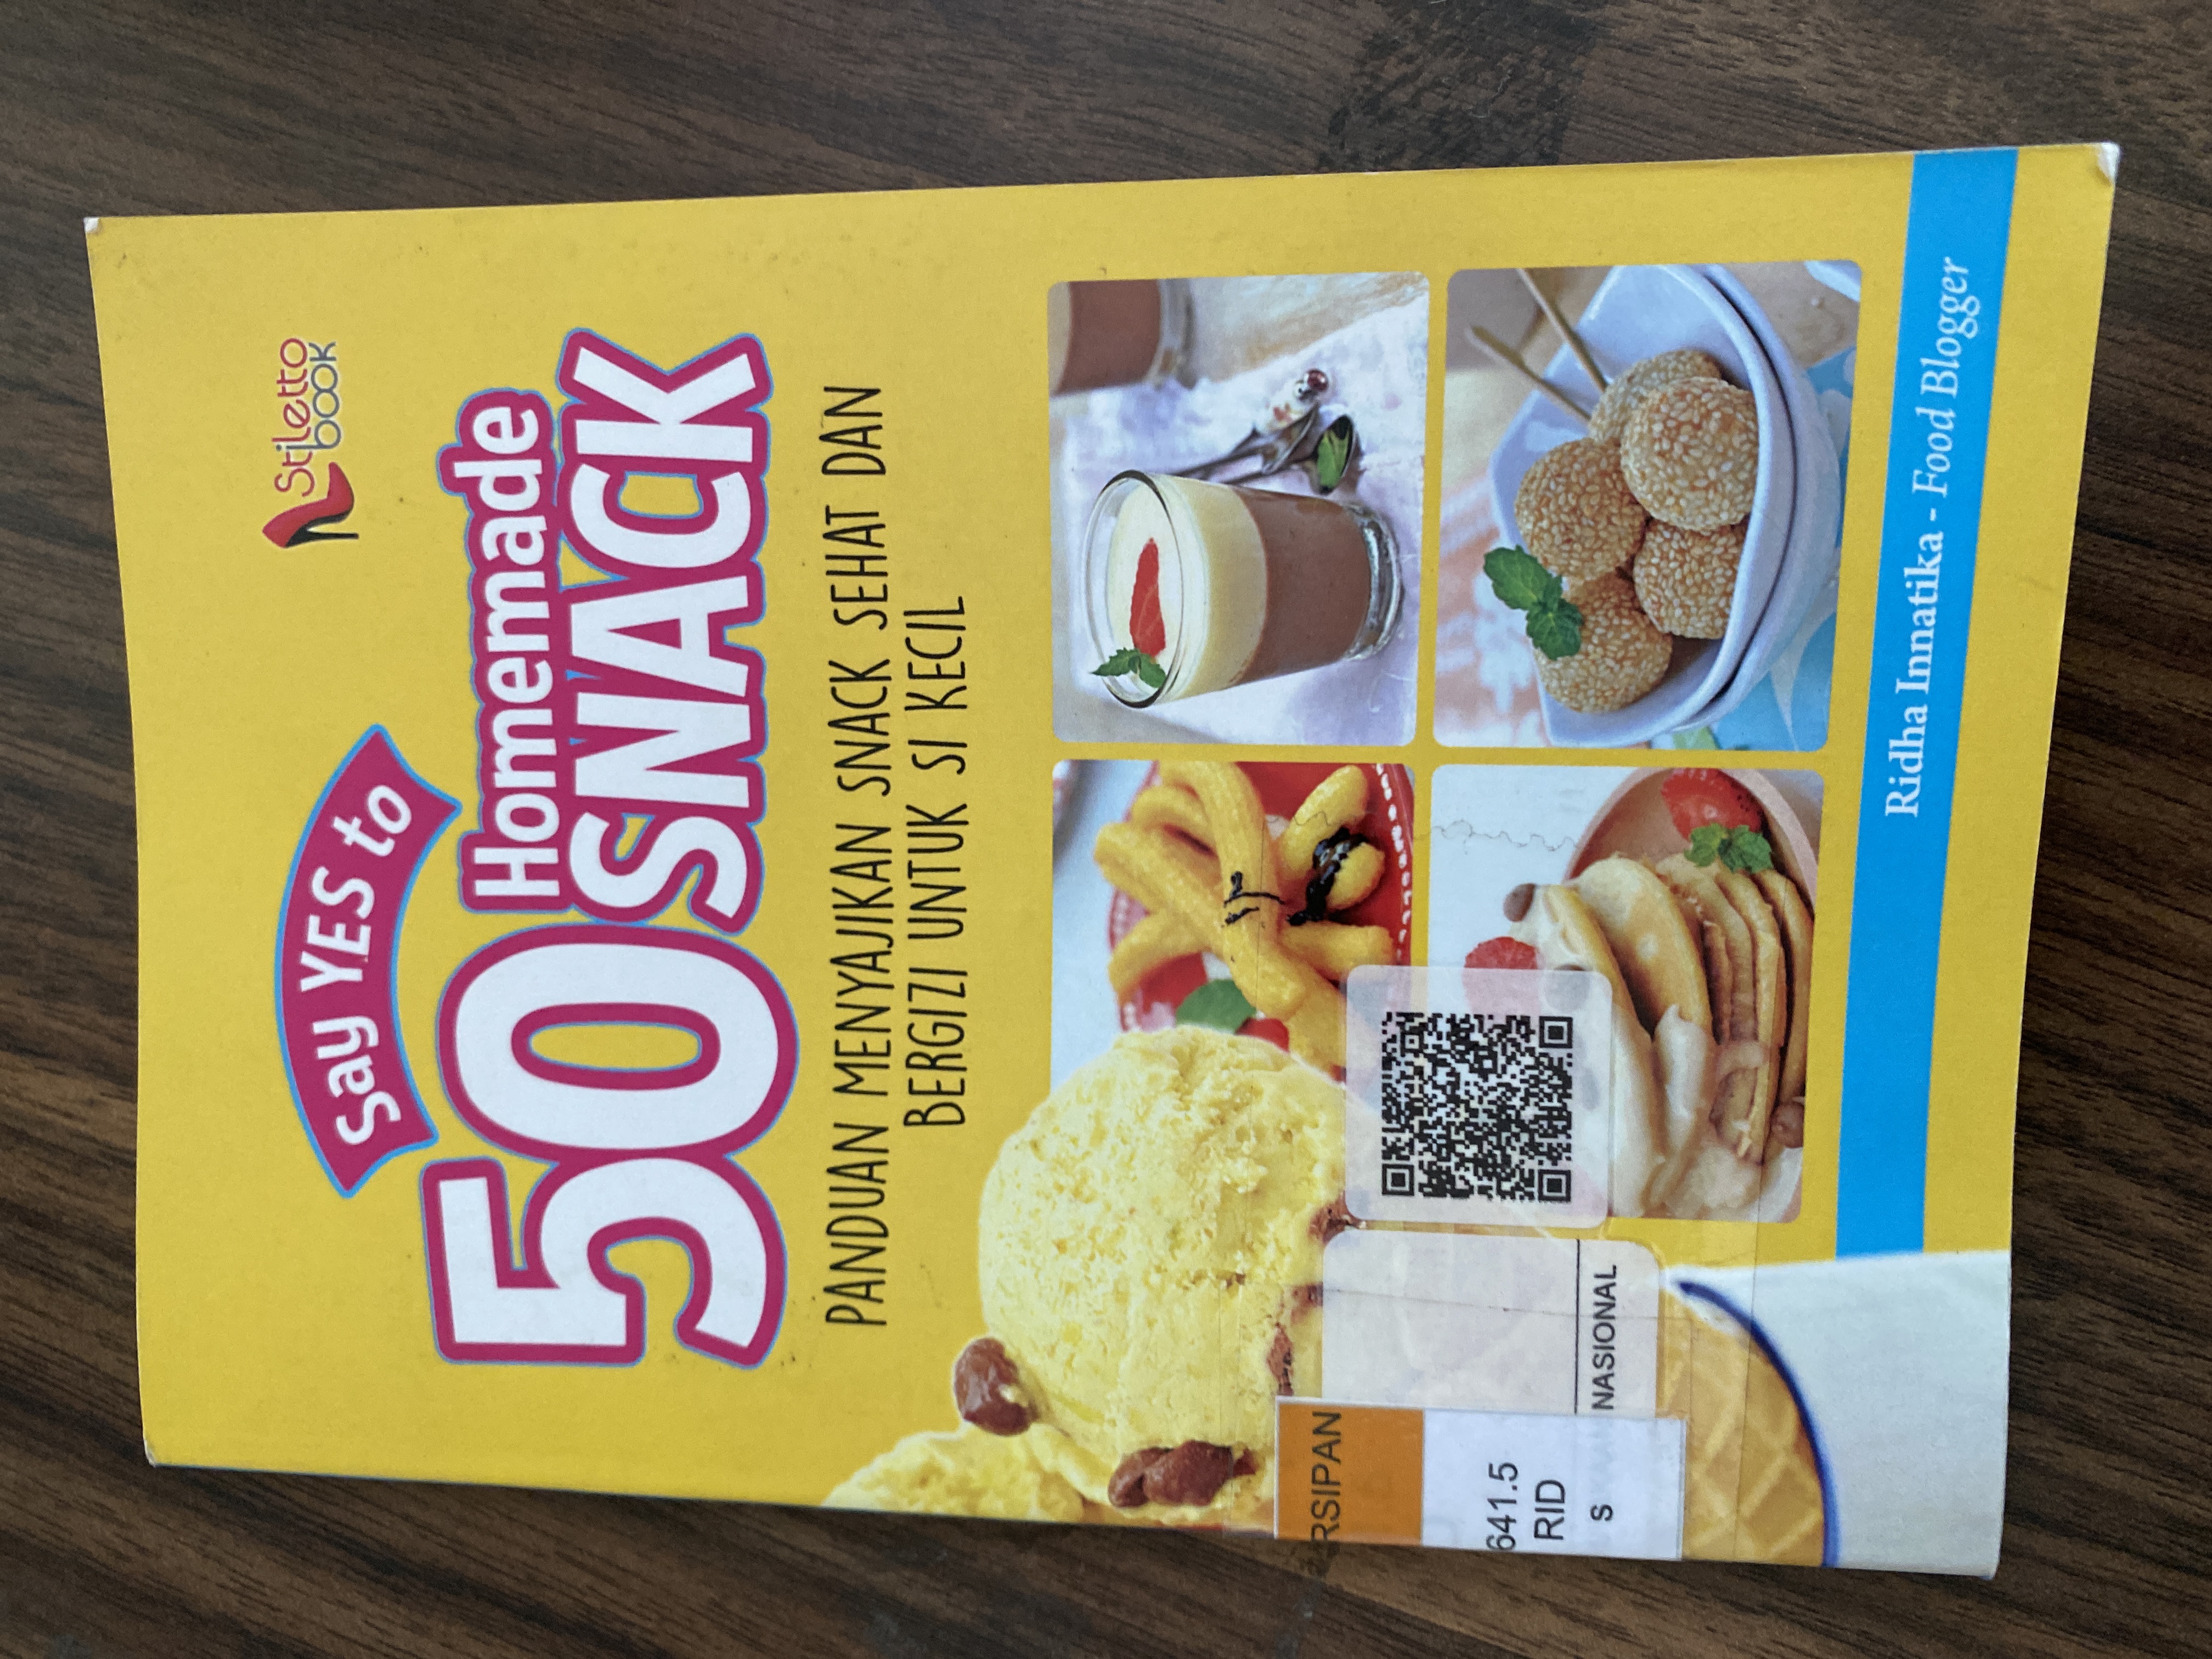 Stiletto
book
Say YES to
50 Homemade
SNACK
PANDUAN MENYAJIKAN SNACK SEHAT DAN
BERGIZI UNTUK SI KECIL
Ridha Innatika - Food Blogger
RSIPAN
641.5
RID
S
NASIONAL